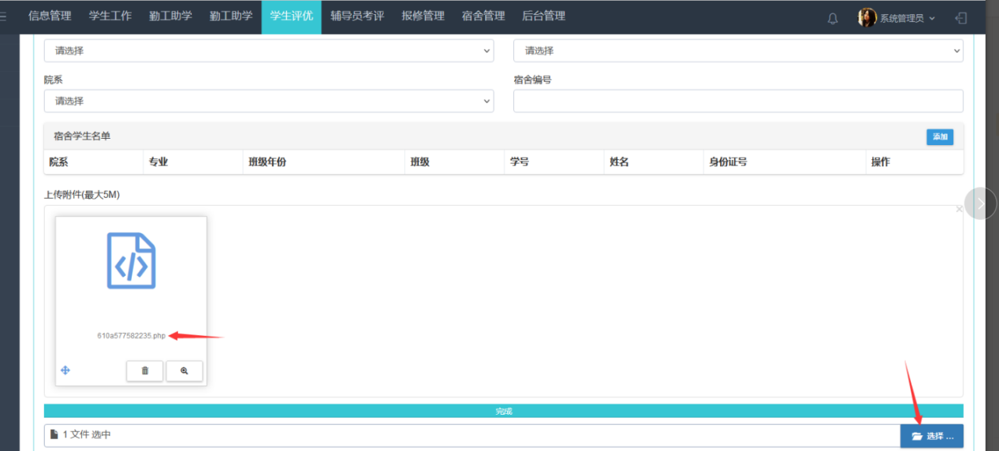 信息管理 学生工作 勤工助学 勤工助学 学生评优 辅导员考评 报修管理 宿舍管理 后台管理 系统管理员
请选择 请选择
院系 宿舍编号
请选择
宿舍学生名单 添加
院系 专业 班级年份 班级 学号 姓名 身份证号 操作
上传附件(最大5M)
610a577582235.php
完成
1 文件 选中 选择 ...